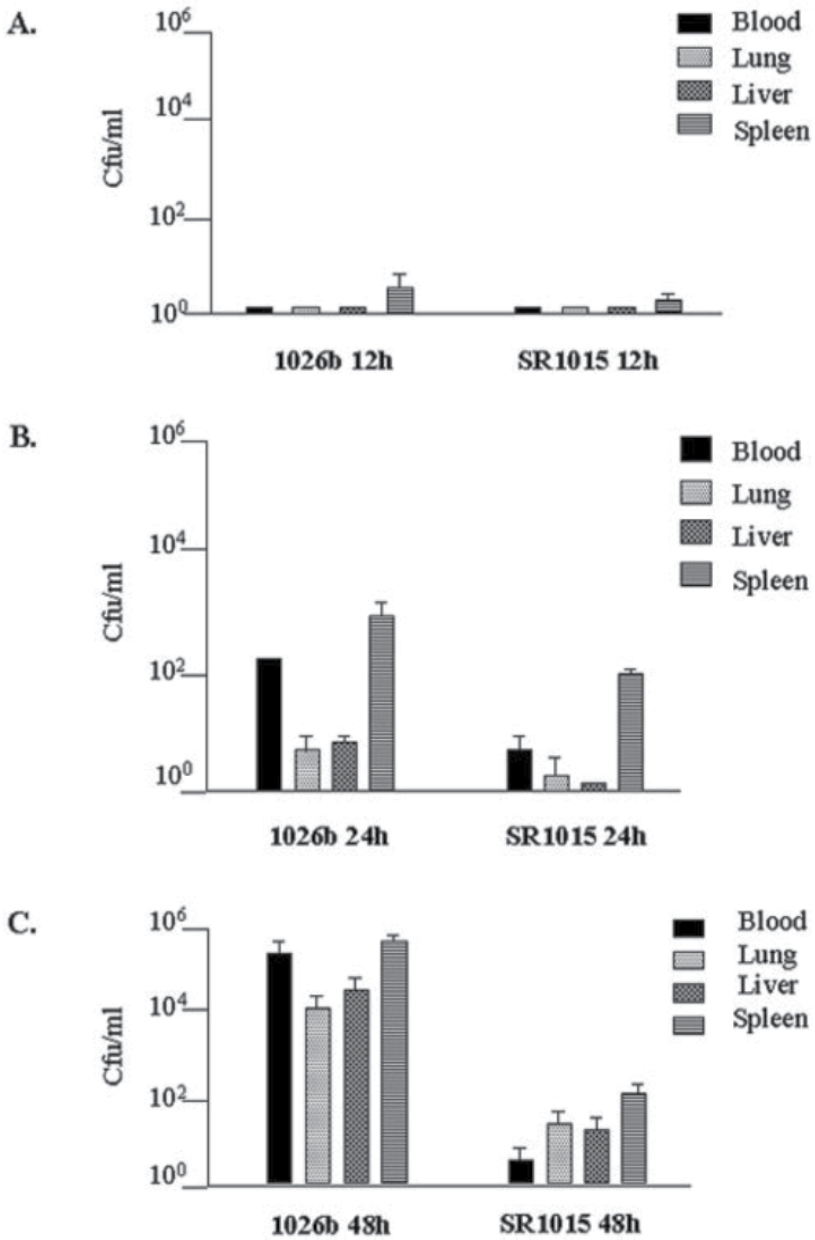 A.
10⁶
10⁴
10²
10⁰
Cfu/ml
Blood
Lung
Liver
Spleen
1026b 12h SR1015 12h
B.
10⁶
10⁴
10²
10⁰
Cfu/ml
Blood
Lung
Liver
Spleen
1026b 24h SR1015 24h
C.
10⁶
10⁴
10²
10⁰
Cfu/ml
Blood
Lung
Liver
Spleen
1026b 48h SR1015 48h